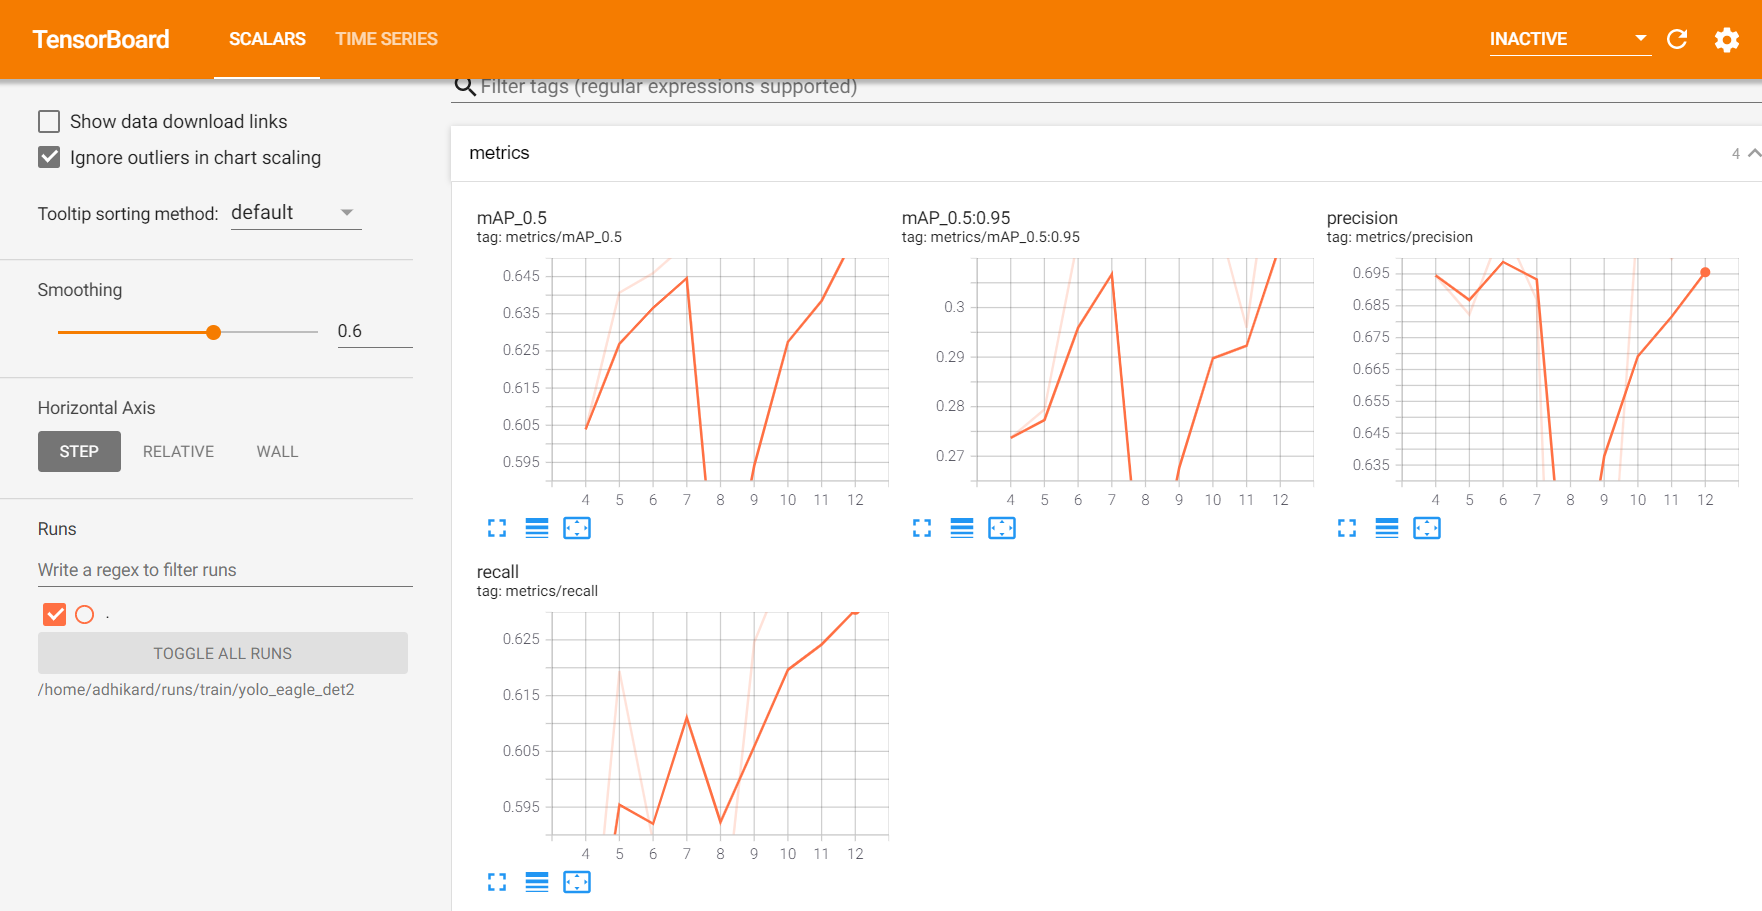 TensorBoard
SCALARS
TIME SERIES
INACTIVE
Show data download links
Ignore outliers in chart scaling
Tooltip sorting method: default
Smoothing
0.6
Horizontal Axis
STEP
RELATIVE
WALL
Runs
Write a regex to filter runs
.
TOGGLE ALL RUNS
/home/adhikard/runs/train/yolo_eagle_det2
Filter tags (regular expressions supported)
metrics
4
mAP_0.5
tag: metrics/mAP_0.5
0.645
0.635
0.625
0.615
0.605
0.595
4 5 6 7 8 9 10 11 12
mAP_0.5:0.95
tag: metrics/mAP_0.5:0.95
0.3
0.29
0.28
0.27
4 5 6 7 8 9 10 11 12
precision
tag: metrics/precision
0.695
0.685
0.675
0.665
0.655
0.645
0.635
4 5 6 7 8 9 10 11 12
recall
tag: metrics/recall
0.625
0.615
0.605
0.595
4 5 6 7 8 9 10 11 12